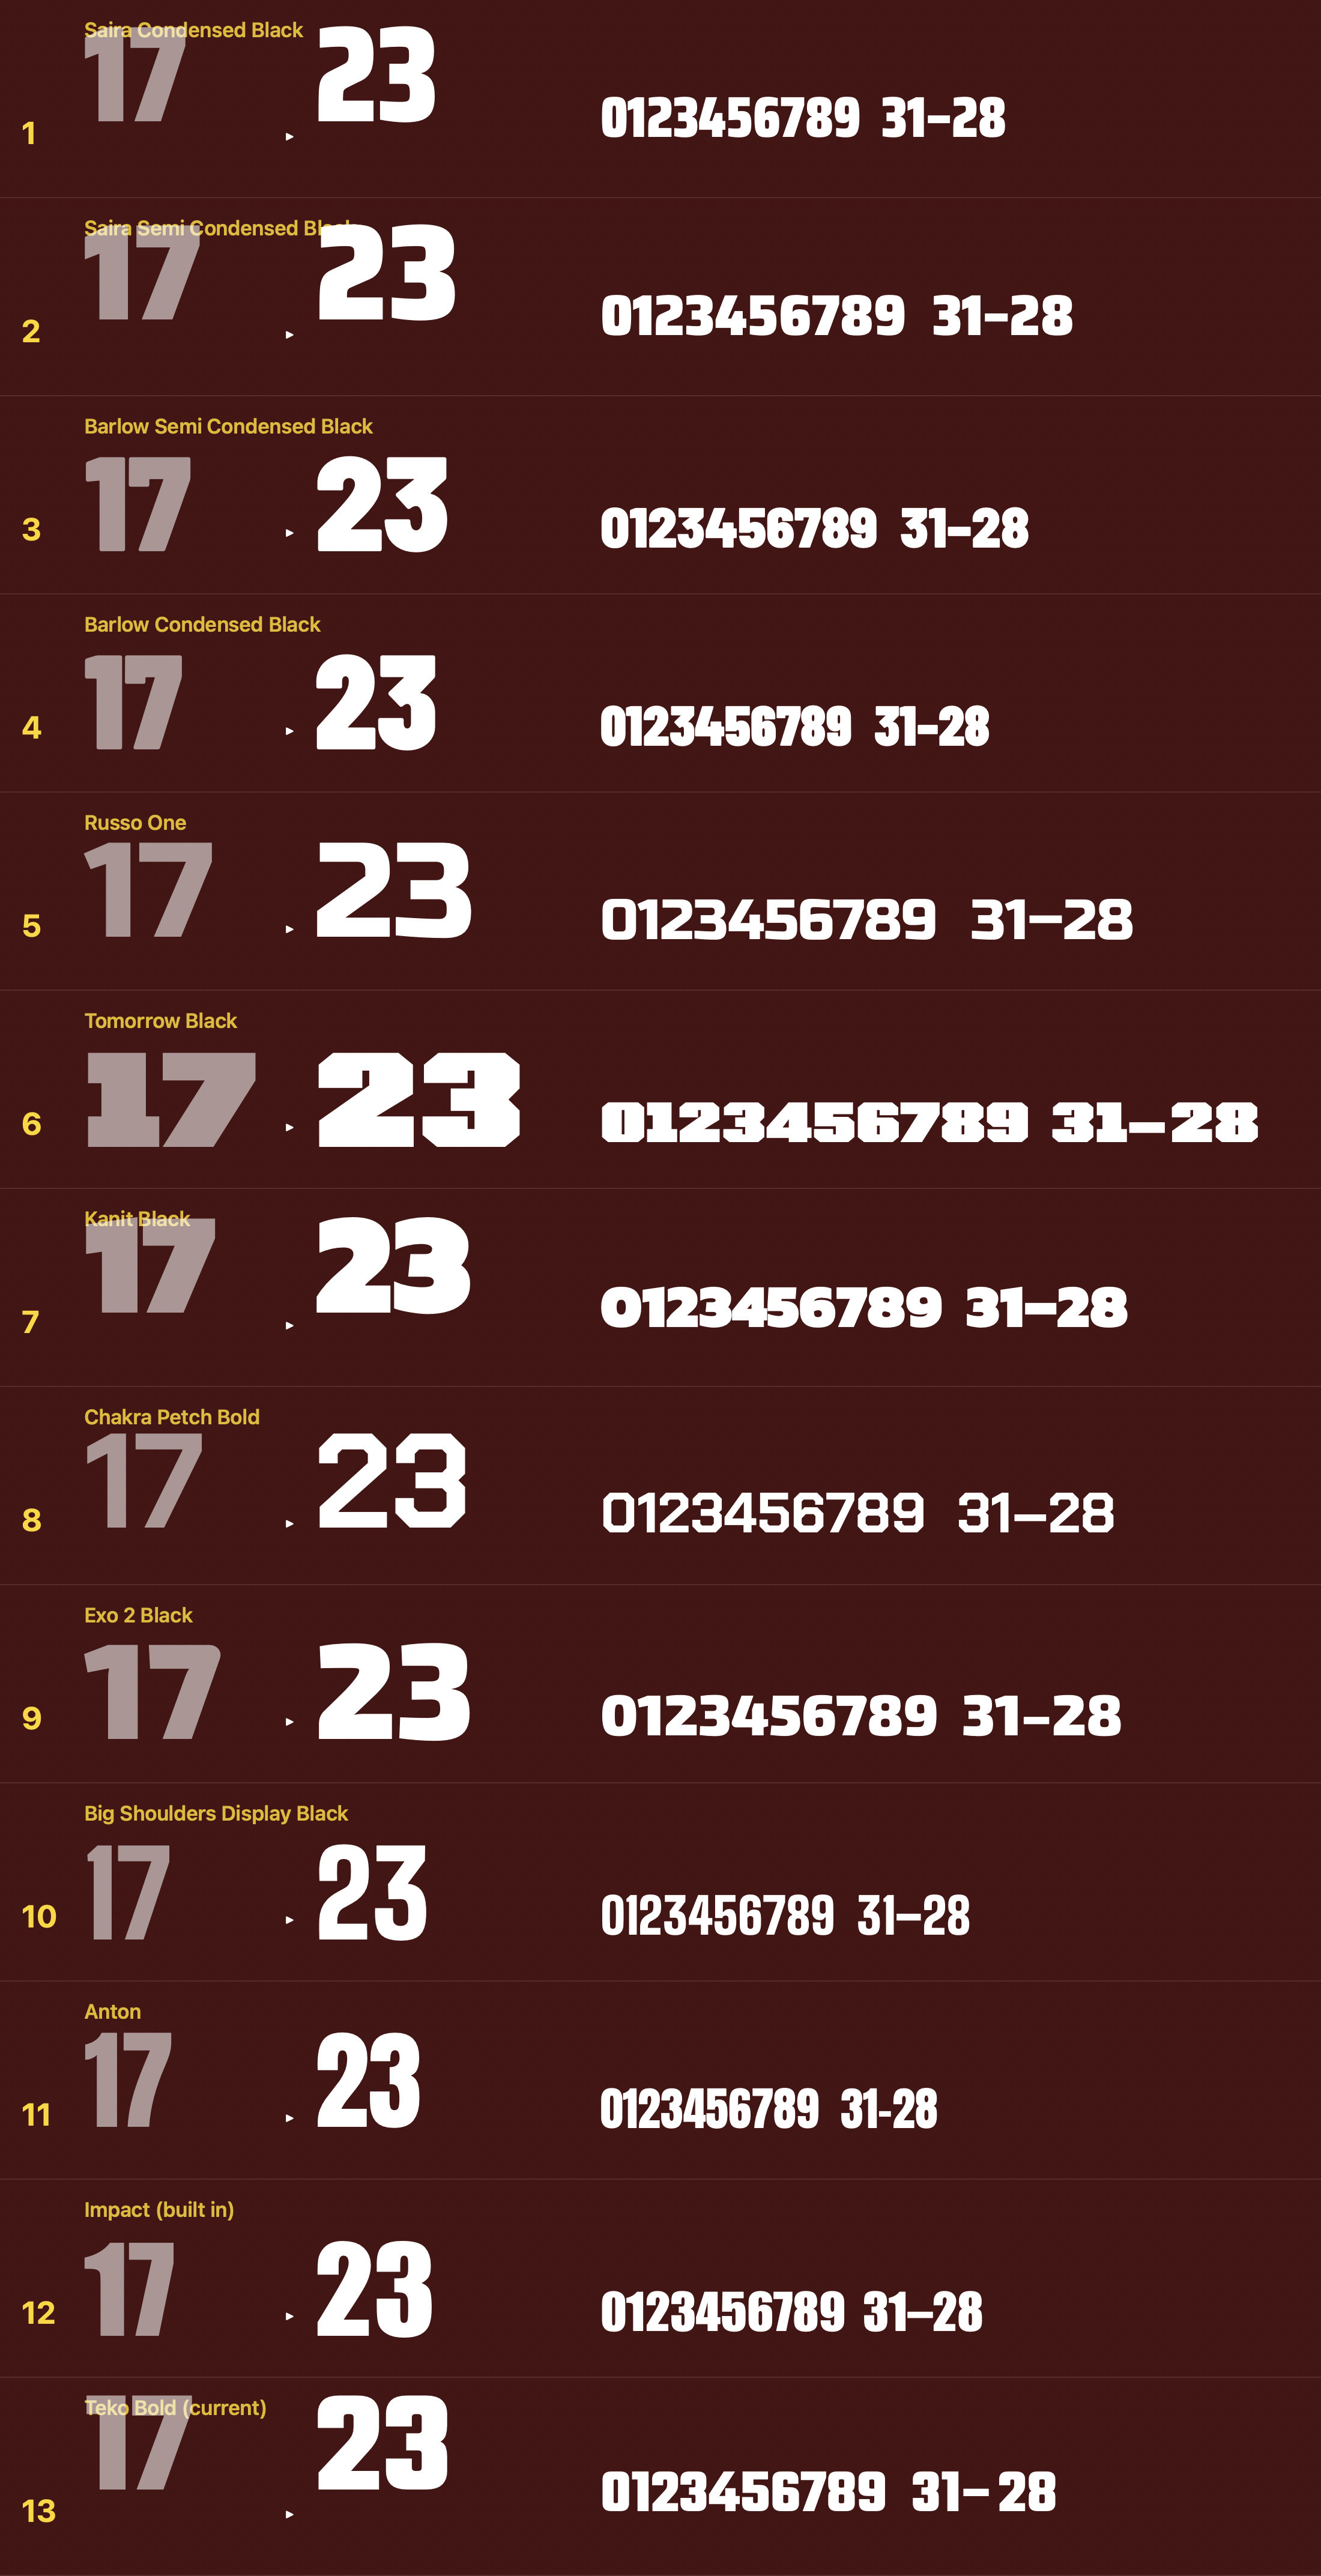 Saira Condensed Black
1 17 ▸ 23 0123456789 31–28
Saira Semi Condensed Black
2 17 ▸ 23 0123456789 31–28
Barlow Semi Condensed Black
3 17 ▸ 23 0123456789 31–28
Barlow Condensed Black
4 17 ▸ 23 0123456789 31–28
Russo One
5 17 ▸ 23 0123456789 31–28
Tomorrow Black
6 17 ▸ 23 0123456789 31–28
Kanit Black
7 17 ▸ 23 0123456789 31–28
Chakra Petch Bold
8 17 ▸ 23 0123456789 31–28
Exo 2 Black
9 17 ▸ 23 0123456789 31–28
Big Shoulders Display Black
10 17 ▸ 23 0123456789 31–28
Anton
11 17 ▸ 23 0123456789 31-28
Impact (built in)
12 17 ▸ 23 0123456789 31–28
Teko Bold (current)
13 17 ▸ 23 0123456789 31–28